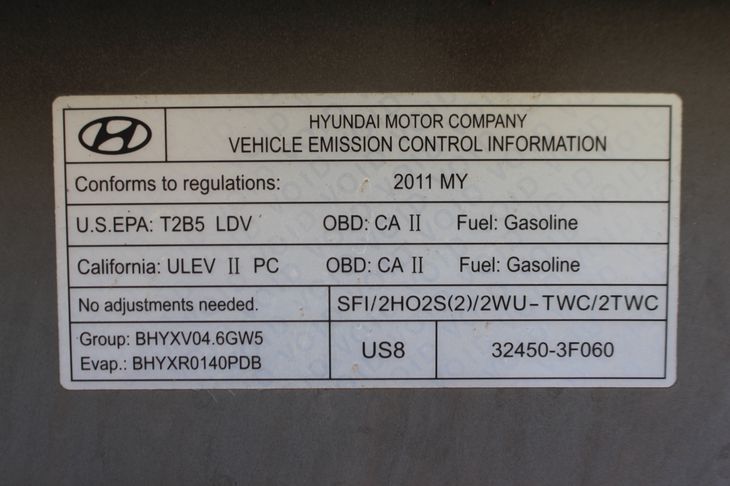 HYUNDAI MOTOR COMPANY
VEHICLE EMISSION CONTROL INFORMATION
Conforms to regulations: 2011 MY
U.S.EPA: T2B5 LDV OBD: CA II Fuel: Gasoline
California: ULEV II PC OBD: CA II Fuel: Gasoline
No adjustments needed. SFI/2HO2S(2)/2WU-TWC/2TWC
Group: BHYXV04.6GW5
Evap.: BHYXR0140PDB
US8 32450-3F060